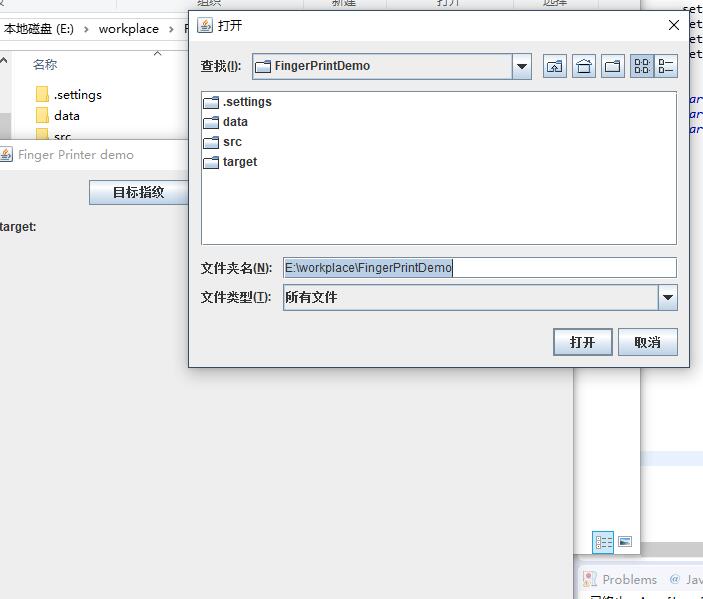 组织
新建
打开
选择
本地磁盘 (E:) › workplace ›
名称
.settings
data
src
Finger Printer demo
目标指纹
target:
打开
查找(I):
FingerPrintDemo
.settings
data
src
target
文件夹名(N):
E:\workplace\FingerPrintDemo
文件类型(T):
所有文件
打开
取消
set
Problems
@ Jav